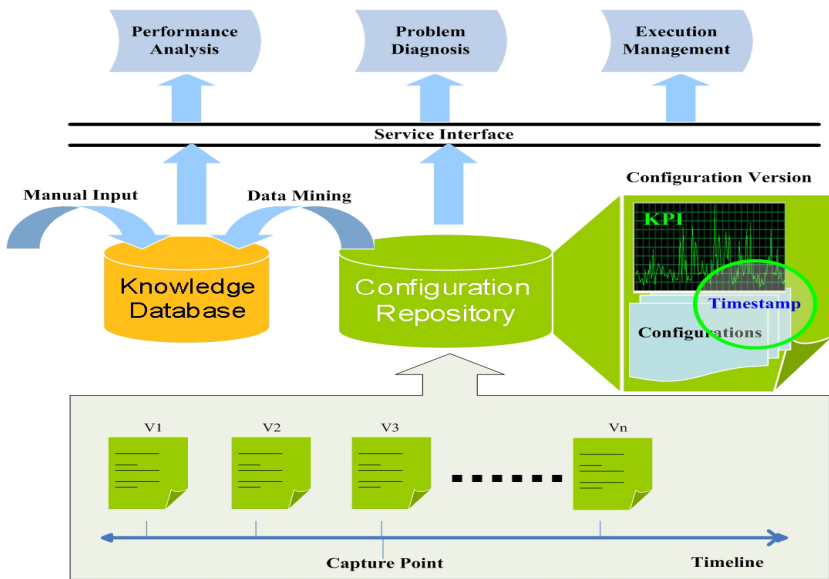 Performance
Analysis
Problem
Diagnosis
Execution
Management
Service Interface
Manual Input
Data Mining
Configuration Version
KPI
Timestamp
Configurations
Knowledge
Database
Configuration
Repository
V1
V2
V3
Vn
Capture Point
Timeline